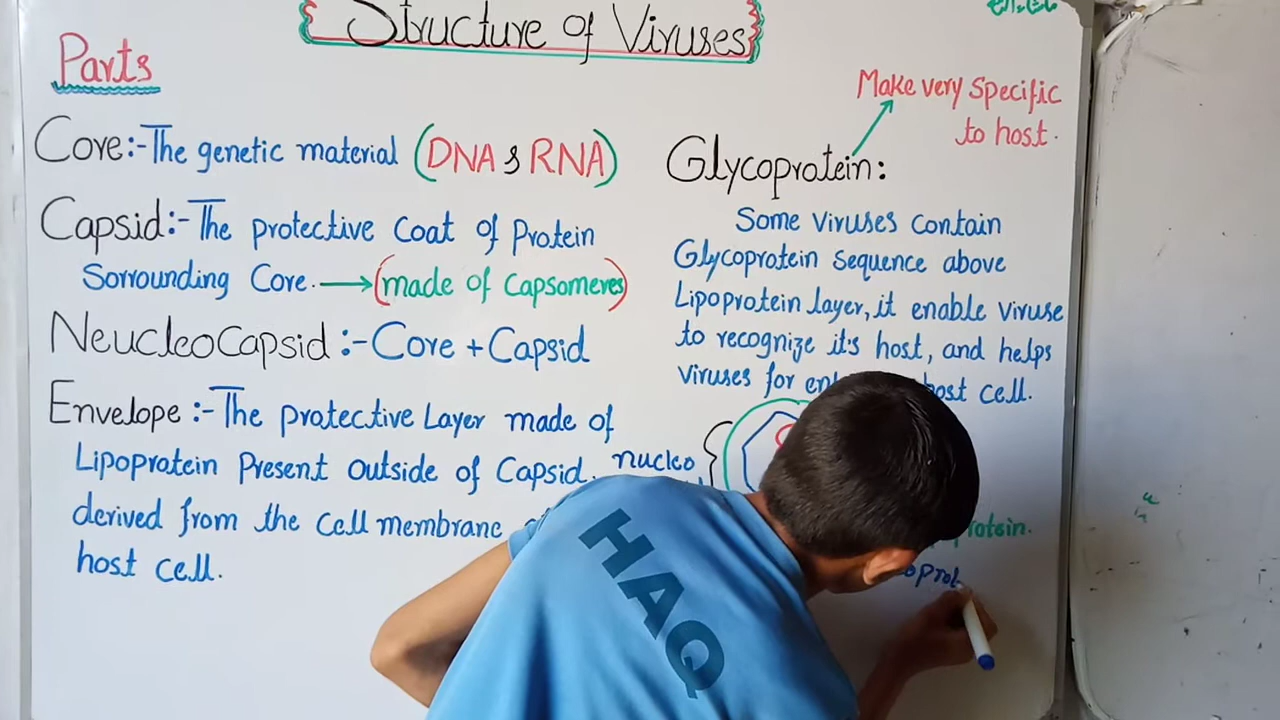 Structure of Viruses
Parts
Core:-The genetic material (DNA & RNA)
Capsid:-The protective coat of Protein
Sorrounding Core. → (made of Capsomeres)
NeucleoCapsid:-Core + Capsid
Envelope:-The protective Layer made of
Lipoprotein Present outside of Capsid.
derived from the cell membrane
host cell.
Make very specific
to host.
Glycoprotein:
Some viruses contain
Glycoprotein sequence above
Lipoprotein layer, it enable viruse
to recognize it's host, and helps
viruses for host cell.
nucleo
HAQ